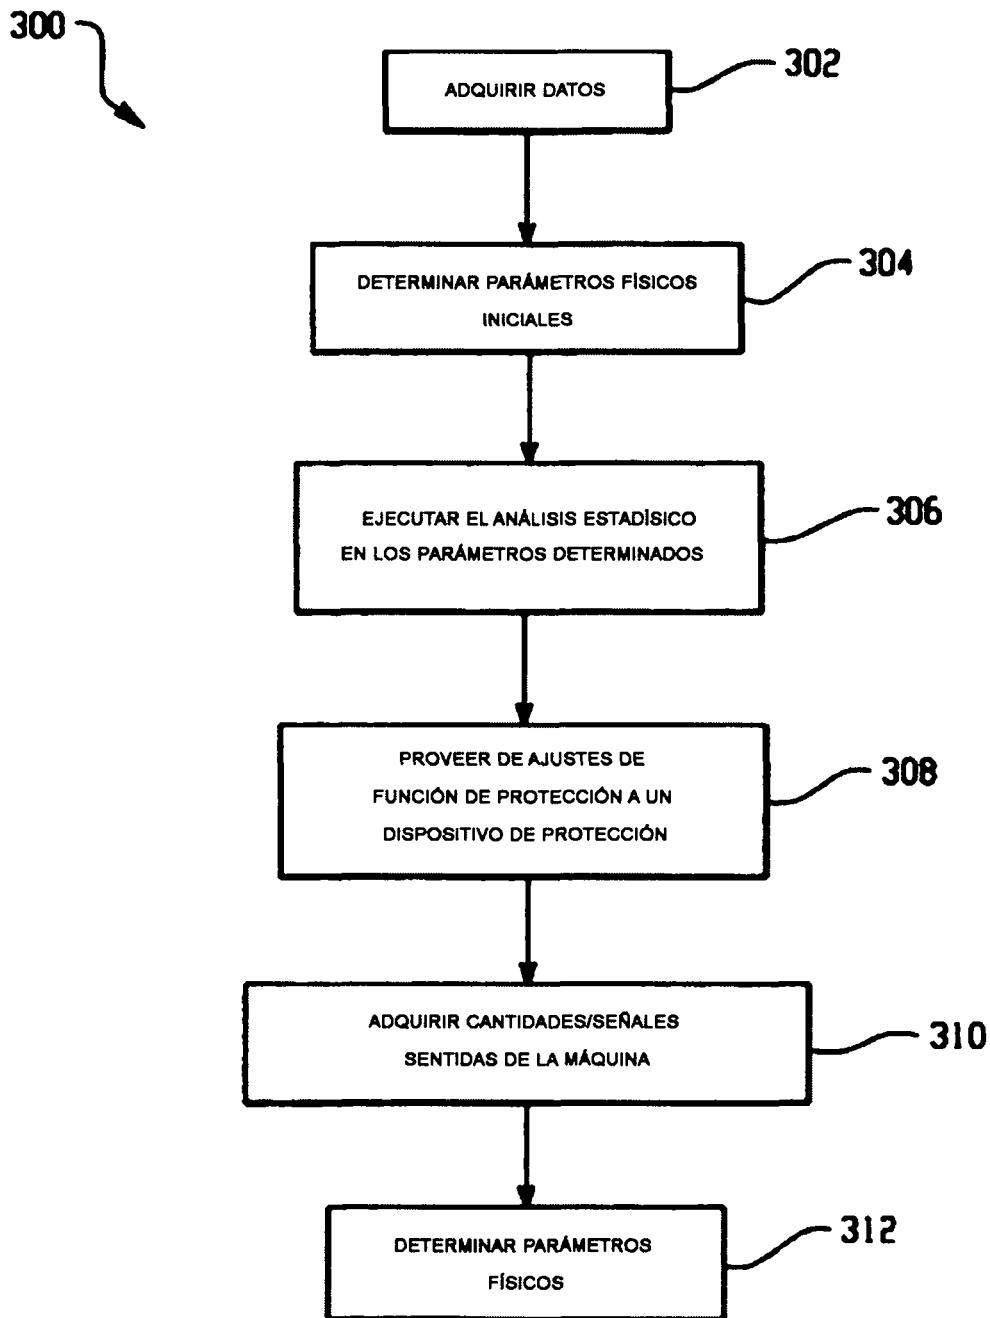 300
ADQUIRIR DATOS
302
DETERMINAR PARÁMETROS FÍSICOS
INICIALES
304
EJECUTAR EL ANÁLISIS ESTADÍSICO
EN LOS PARÁMETROS DETERMINADOS
306
PROVEER DE AJUSTES DE
FUNCIÓN DE PROTECCIÓN A UN
DISPOSITIVO DE PROTECCIÓN
308
ADQUIRIR CANTIDADES/SEÑALES
SENTIDAS DE LA MÁQUINA
310
DETERMINAR PARÁMETROS
FÍSICOS
312